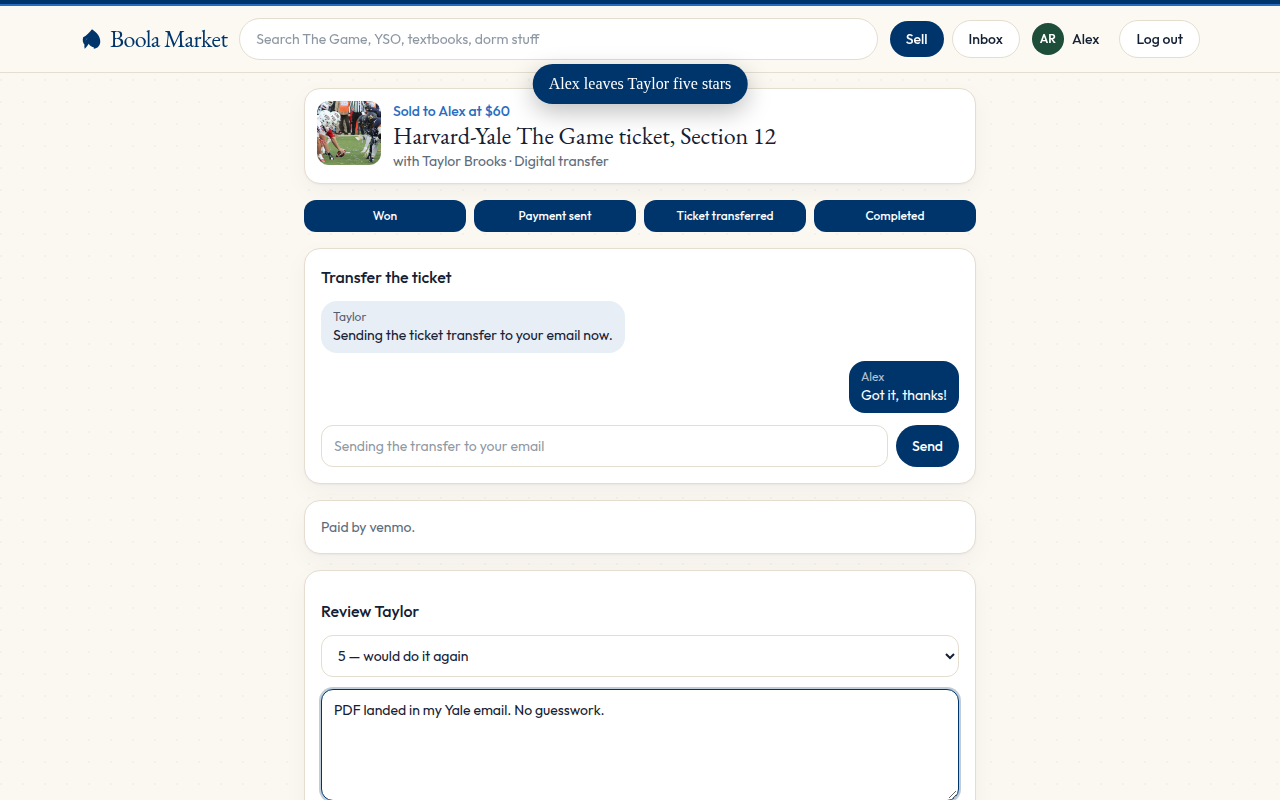 Boola Market
Search The Game, YSO, textbooks, dorm stuff
Sell
Inbox
AR
Alex
Log out
Alex leaves Taylor five stars
Sold to Alex at $60
Harvard-Yale The Game ticket, Section 12
with Taylor Brooks · Digital transfer
Won
Payment sent
Ticket transferred
Completed
Transfer the ticket
Taylor
Sending the ticket transfer to your email now.
Alex
Got it, thanks!
Sending the transfer to your email
Send
Paid by venmo.
Review Taylor
5 — would do it again
PDF landed in my Yale email. No guesswork.